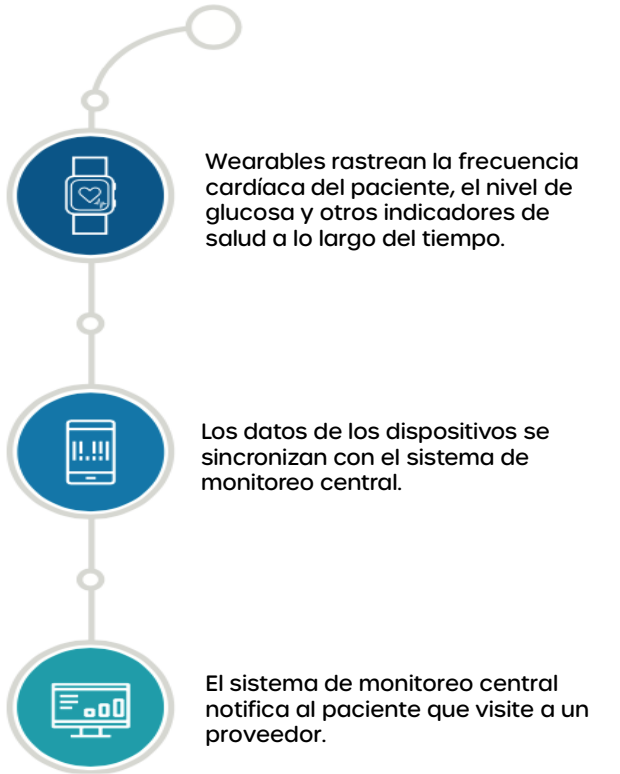 Wearables rastrean la frecuencia
cardíaca del paciente, el nivel de
glucosa y otros indicadores de
salud a lo largo del tiempo.
Los datos de los dispositivos se
sincronizan con el sistema de
monitoreo central.
El sistema de monitoreo central
notifica al paciente que visite a un
proveedor.